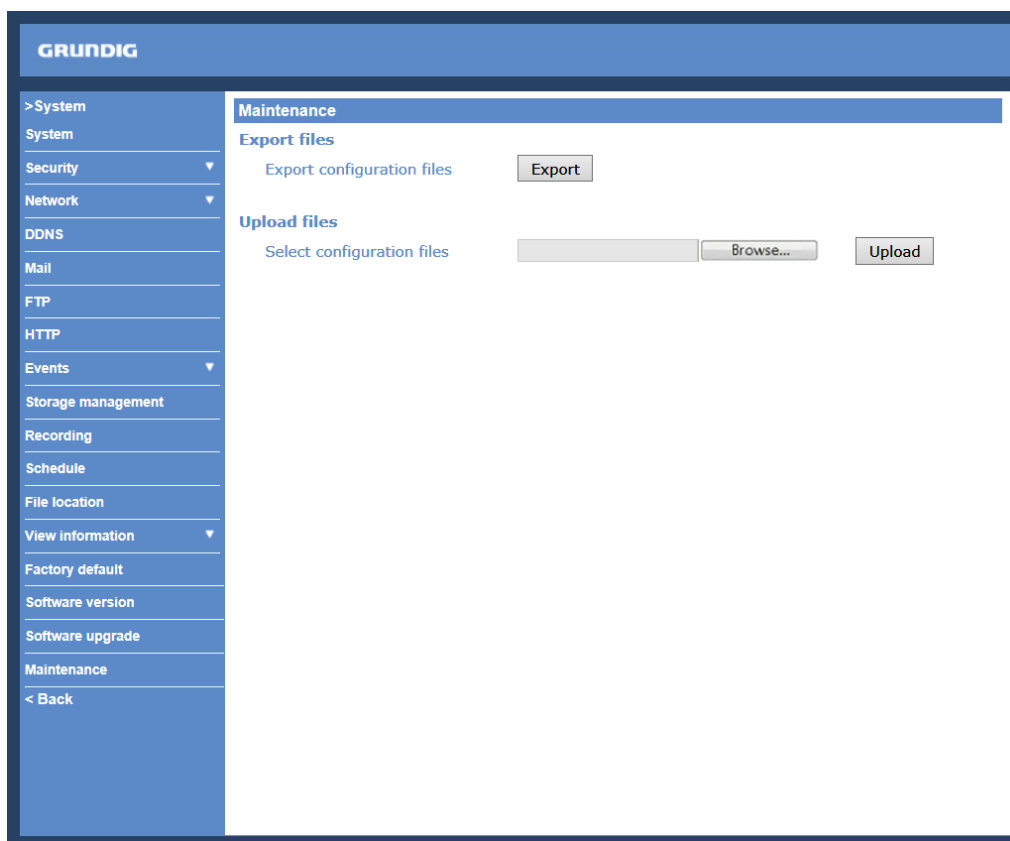 GRUNDIG
>System
System
Security
Network
DDNS
Mail
FTP
HTTP
Events
Storage management
Recording
Schedule
File location
View information
Factory default
Software version
Software upgrade
Maintenance
< Back
Maintenance
Export files
Export configuration files Export
Upload files
Select configuration files Browse... Upload